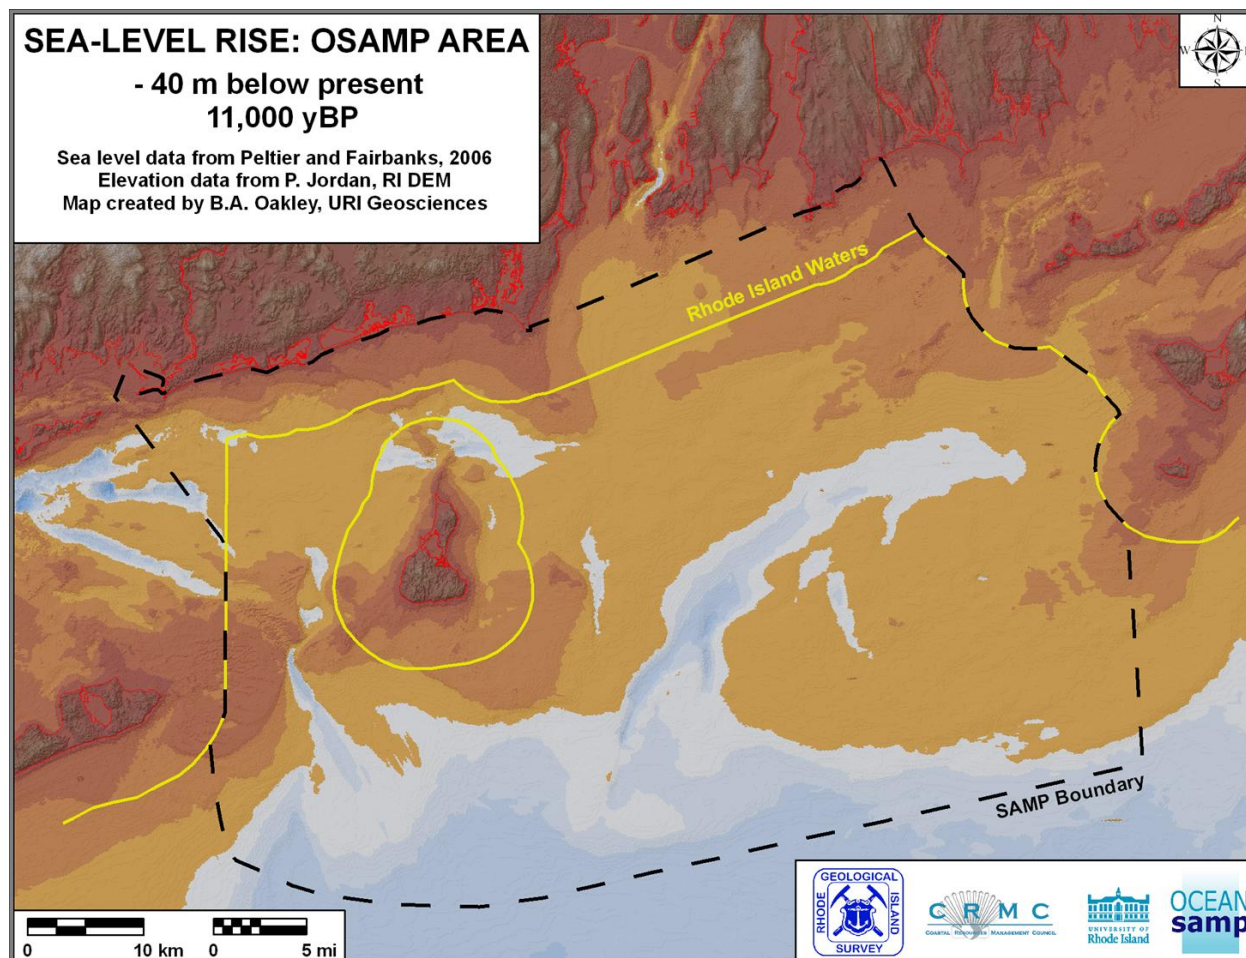 SEA-LEVEL RISE: OSAMP AREA
- 40 m below present
11,000 yBP
Sea level data from Peltier and Fairbanks, 2006
Elevation data from P. Jordan, RI DEM
Map created by B.A. Oakley, URI Geosciences
N
W
S
Rhode Island Waters
SAMP Boundary
0 10 km
0 5 mi
RHODE
GEOLOGICAL
ISLAND
SURVEY
CRMC
COASTAL RESOURCES MANAGEMENT COUNCIL
UNIVERSITY OF
Rhode Island
OCEAN
samp